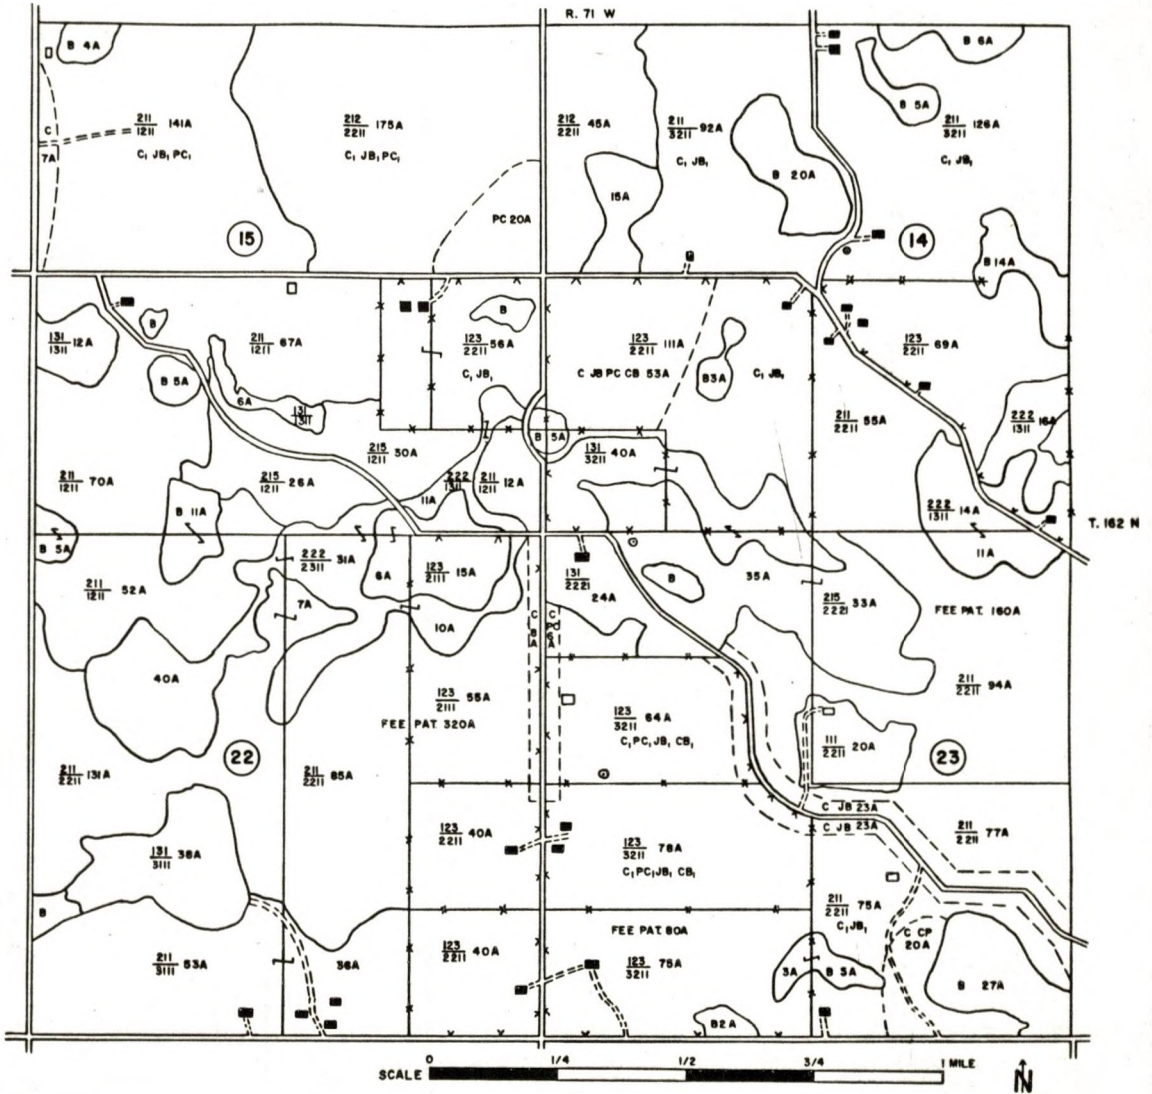 R. 71 W
B 4A
B 6A
B 5A
C
7A
211
1211 141A
C₁ JB₁ PC₁
212
2211 175A
C₁ JB₁ PC₁
212
2211 45A
211
3211 92A
C₁ JB₁
211
3211 126A
C₁ JB₁
B 20A
15A
PC 20A
15
14
B 14A
131
1311 12A
B
211
1211 67A
B
123
2211 56A
C₁ JB₁
123
2211 111A
C JB PC CB 53A
B3A
C₁ JB₁
123
2211 69A
B 5A
6A
131
1311
211
2211 55A
222
1311 16A
B 5A
215
1211 30A
131
3211 40A
211
1211 70A
215
1211 26A
11A
222
1311
211
1211 12A
B 11A
222
1311 14A
11A
T. 162 N
B 5A
211
1211 52A
222
2311 31A
6A
123
2111 15A
131
2221
24A
B
35A
7A
10A
C
B
A
C
PC
6
A
215
2221 33A
FEE PAT. 160A
40A
123
2111 55A
FEE PAT. 320A
211
2211 94A
123
3211 64A
C₁ PC₁ JB₁ CB₁
111
2211 20A
22
23
211
2211 131A
211
2211 85A
C JB 23A
C JB 23A
123
2211 40A
123
3211 78A
C₁ PC₁ JB₁ CB₁
211
2211 77A
131
3111 38A
B
211
2211 75A
C₁ JB₁
C CP
20A
FEE PAT. 80A
211
3111 53A
36A
123
2211 40A
123
3211 75A
3A
B 3A
B 27A
B2A
SCALE
0
1/4
1/2
3/4
1 MILE
N